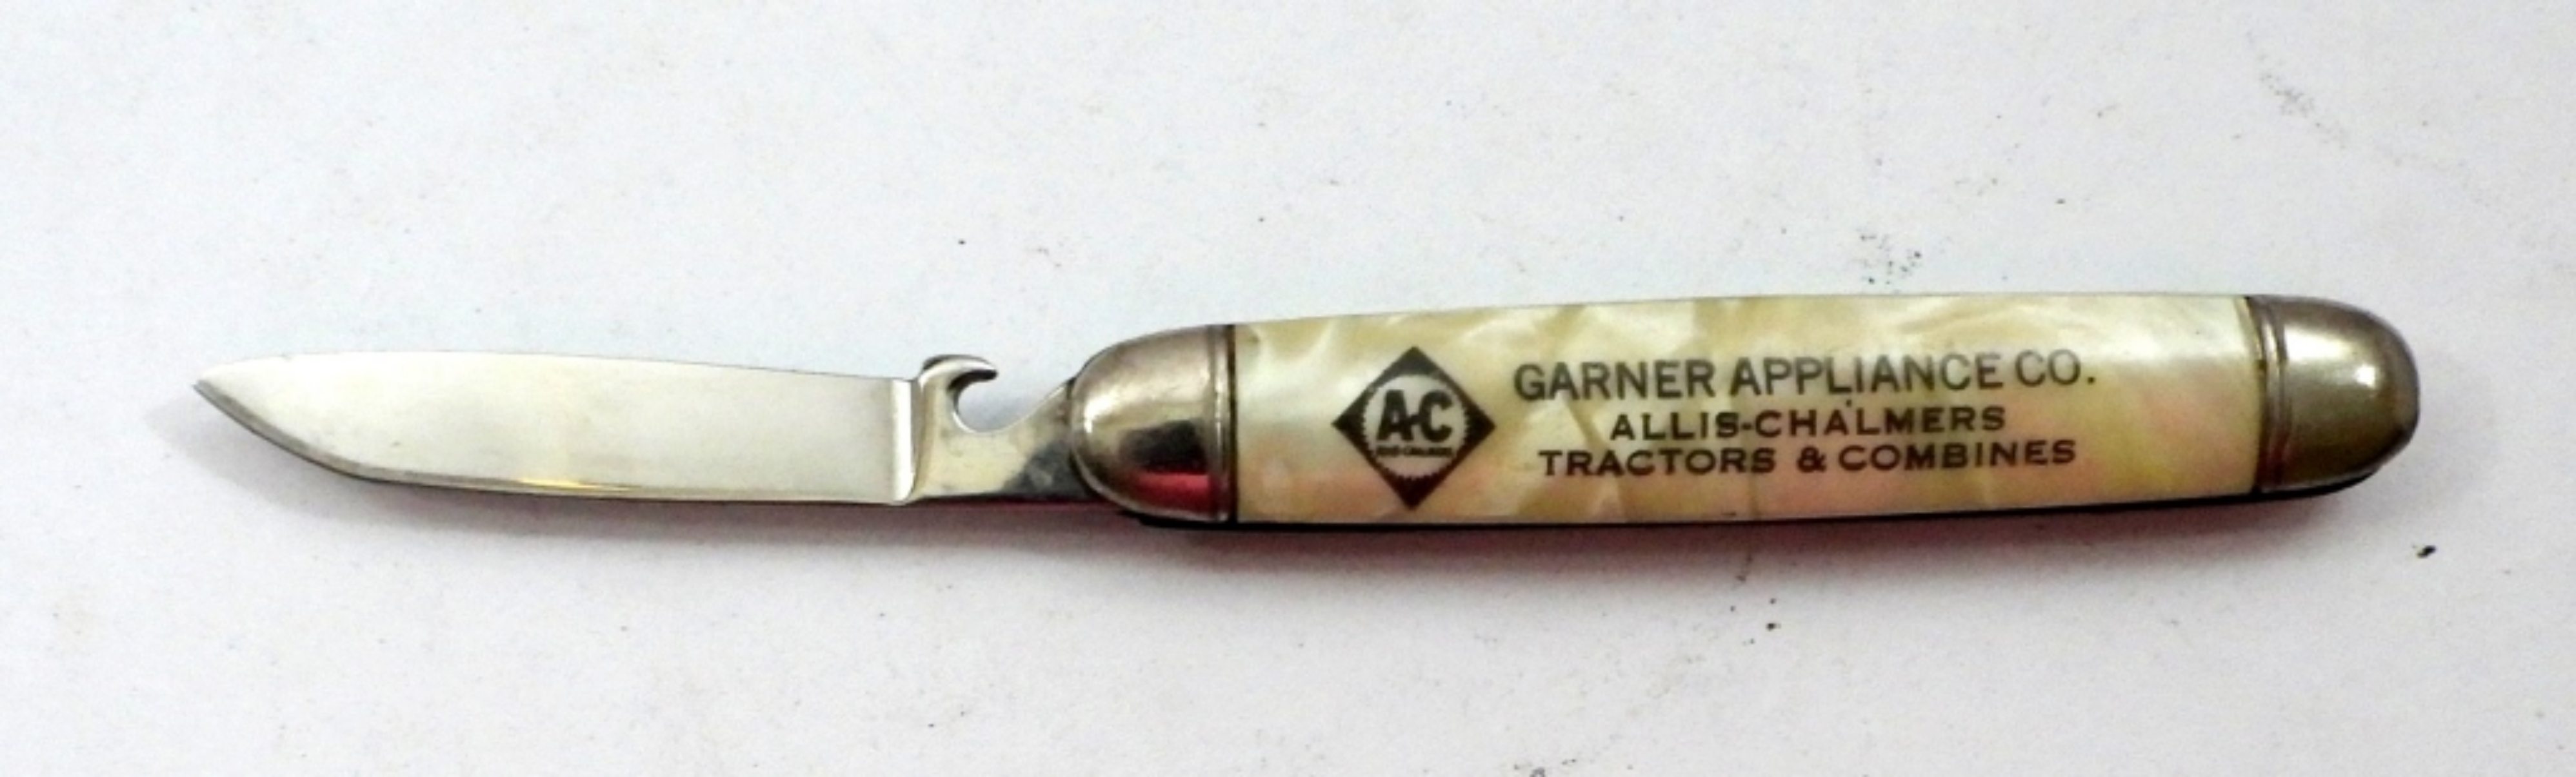 A-C
GARNER APPLIANCE CO.
ALLIS-CHALMERS
TRACTORS & COMBINES